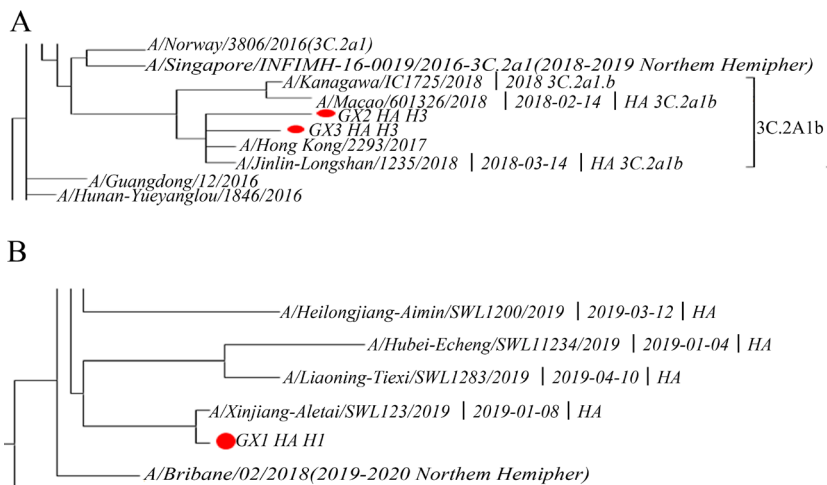 A
A/Norway/3806/2016(3C.2a1)
A/Singapore/INFIMH-16-0019/2016-3C.2a1(2018-2019 Northem Hemipher)
A/Kanagawa/IC1725/2018 | 2018 3C.2a1.b
A/Macao/601326/2018 | 2018-02-14 | HA 3C.2a1b
GX2 HA H3
GX3 HA H3
3C.2A1b
A/Hong Kong/2293/2017
A/Jinlin-Longshan/1235/2018 | 2018-03-14 | HA 3C.2a1b
A/Guangdong/12/2016
A/Hunan-Yueyanglou/1846/2016
B
A/Heilongjiang-Aimin/SWL1200/2019 | 2019-03-12 | HA
A/Hubei-Echeng/SWL11234/2019 | 2019-01-04 | HA
A/Liaoning-Tiexi/SWL1283/2019 | 2019-04-10 | HA
A/Xinjiang-Aletai/SWL123/2019 | 2019-01-08 | HA
GX1 HA H1
A/Bribane/02/2018(2019-2020 Northem Hemipher)